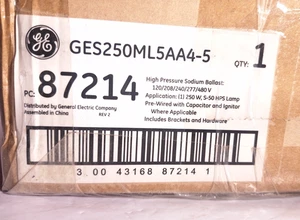 GE
GES250ML5AA4-5
QTY: 1
PC: 87214
High Pressure Sodium Ballast:
120/208/240/277/480 V
Application: (1) 250 W, S-50 HPS Lamp
Pre-Wired with Capacitor and Ignitor
Where Applicable
Includes Brackets and Hardware
Distributed by General Electric Company
Assembled in China
REV 2
3 00 43168 87214 1